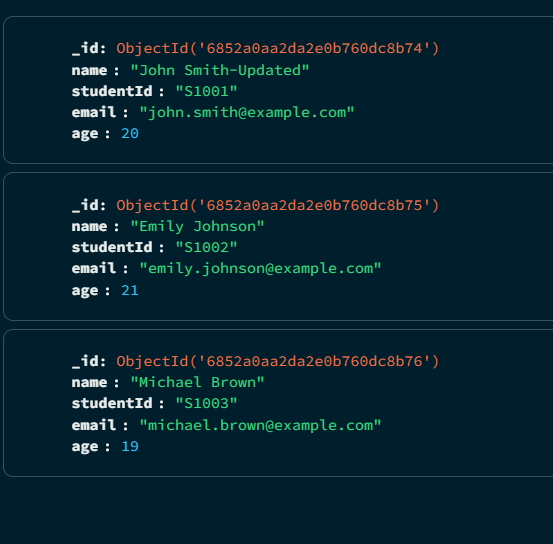 _id: ObjectId('6852a0aa2da2e0b760dc8b74')
name : "John Smith-Updated"
studentId : "S1001"
email : "john.smith@example.com"
age : 20
_id: ObjectId('6852a0aa2da2e0b760dc8b75')
name : "Emily Johnson"
studentId : "S1002"
email : "emily.johnson@example.com"
age : 21
_id: ObjectId('6852a0aa2da2e0b760dc8b76')
name : "Michael Brown"
studentId : "S1003"
email : "michael.brown@example.com"
age : 19